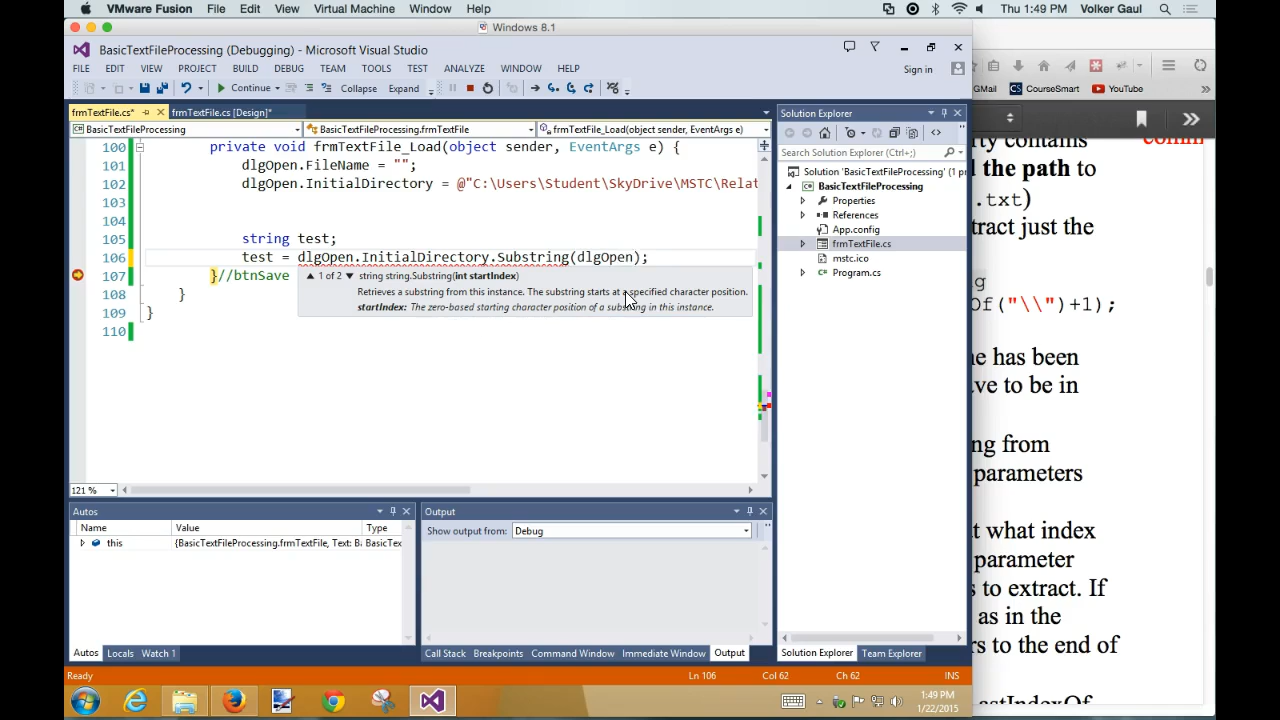 VMware Fusion File Edit View Virtual Machine Window Help Thu 1:49 PM Volker Gaul
Windows 8.1
BasicTextFileProcessing (Debugging) - Microsoft Visual Studio
FILE EDIT VIEW PROJECT BUILD DEBUG TEAM TOOLS TEST ANALYZE WINDOW HELP Sign in
Continue Collapse Expand
GMail CourseSmart YouTube
frmTextFile.cs* frmTextFile.cs [Design]*
BasicTextFileProcessing BasicTextFileProcessing.frmTextFile frmTextFile_Load(object sender, EventArgs e)
100 private void frmTextFile_Load(object sender, EventArgs e) {
101 dlgOpen.FileName = "";
102 dlgOpen.InitialDirectory = @"C:\Users\Student\SkyDrive\MSTC\Relat
103
104
105 string test;
106 test = dlgOpen.InitialDirectory.Substring(dlgOpen);
107 }//btnSave
1 of 2 string string.Substring(int startIndex)
Retrieves a substring from this instance. The substring starts at a specified character position.
startIndex: The zero-based starting character position of a substring in this instance.
108 }
109 }
110
121 %
Solution Explorer
Search Solution Explorer (Ctrl+;)
Solution 'BasicTextFileProcessing' (1 p
BasicTextFileProcessing
Properties
References
App.config
frmTextFile.cs
mstc.ico
Program.cs
Solution Explorer Team Explorer
Autos
Name Value Type
this {BasicTextFileProcessing.frmTextFile, Text: Ba BasicTex
Autos Locals Watch 1
Output
Show output from: Debug
Call Stack Breakpoints Command Window Immediate Window Output
Ready Ln 106 Col 62 Ch 62 INS
1:49 PM
1/22/2015
rty contains
d the path to
.txt)
tract just the
g
Of("\\")+1);
ne has been
ve to be in
ng from
parameters
t what index
parameter
s to extract. If
as in the
rs to the end of